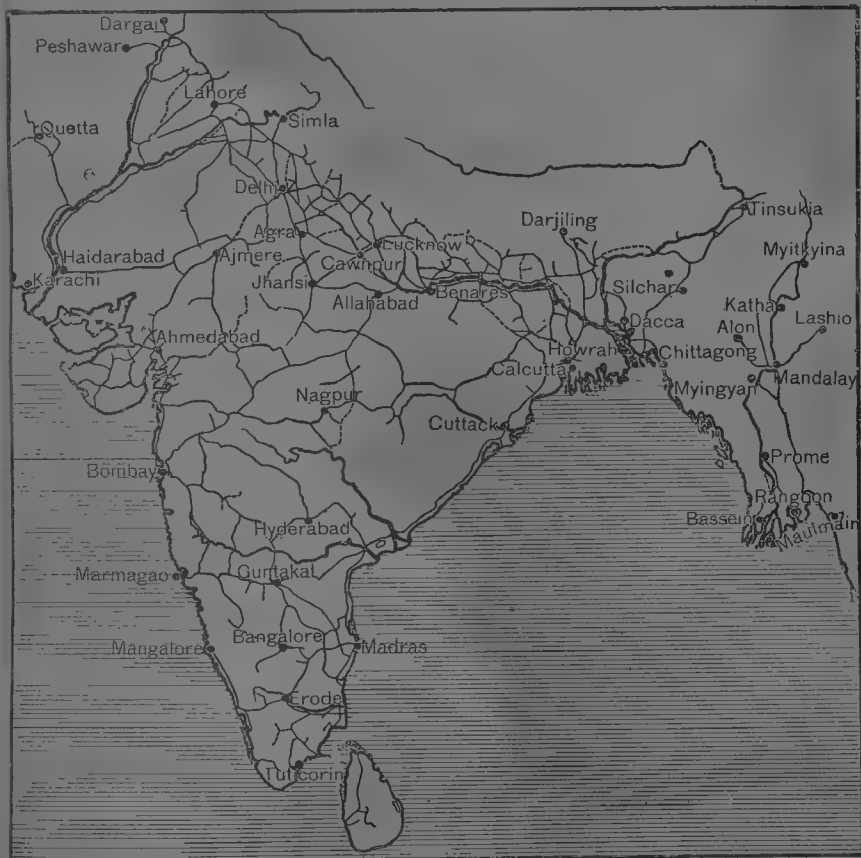 Dargai
Peshawar
Lahore
Quetta
Simla
Delhi
Agra
Lucknow
Darjiling
Tinsukia
Haidarabad
Ajmere
Cawnpur
Myitkyina
Karachi
Jhansi
Allahabad
Benares
Silchar
Katha
Dacca
Alon
Lashio
Ahmedabad
Howrah
Chittagong
Calcutta
Mandalay
Myingyan
Nagpur
Cuttack
Prome
Bombay
Rangoon
Hyderabad
Bassein
Maulmain
Marmagao
Guntakal
Bangalore
Mangalore
Madras
Erode
Tuticorin